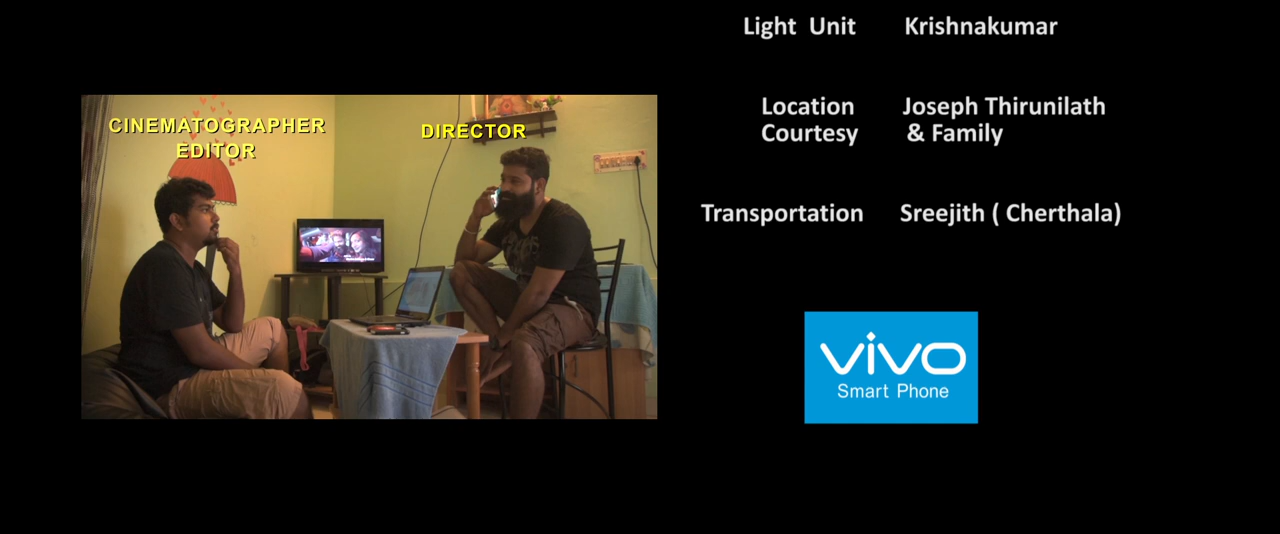 CINEMATOGRAPHER
EDITOR
DIRECTOR
Light Unit Krishnakumar
Location Joseph Thirunilath
Courtesy & Family
Transportation Sreejith ( Cherthala)
vivo
Smart Phone